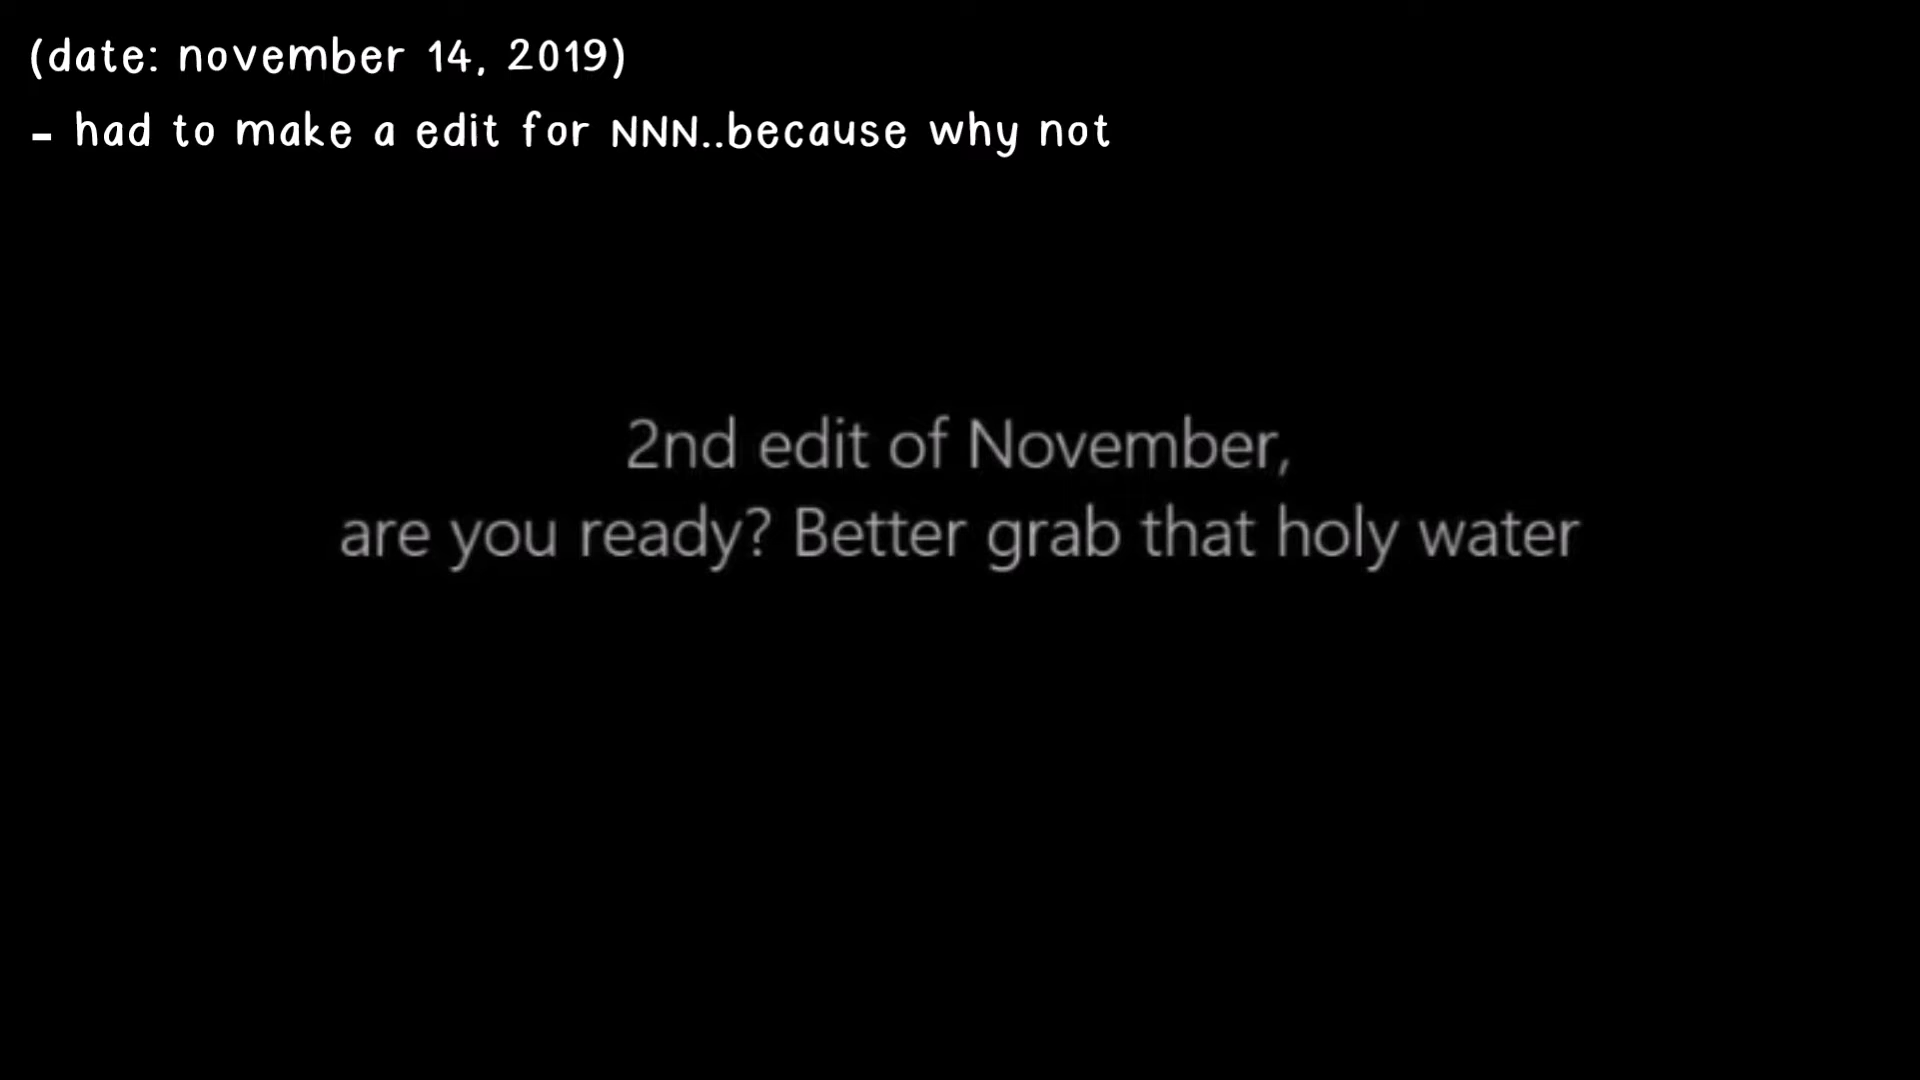 (date: november 14, 2019)
- had to make a edit for NNN..because why not
2nd edit of November,
are you ready? Better grab that holy water